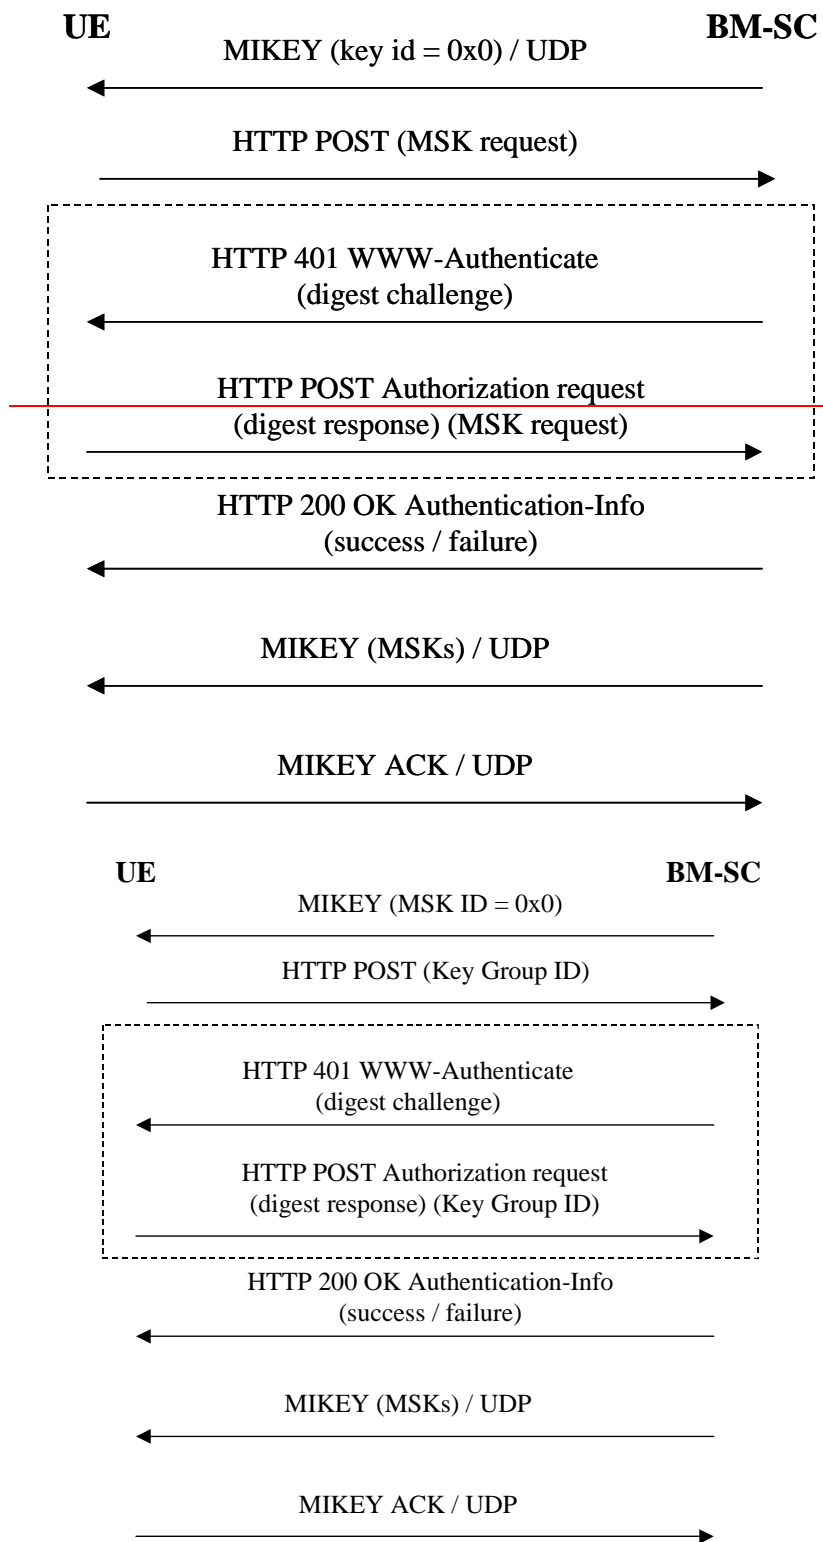 UE BM-SC
MIKEY (key id = 0x0) / UDP
HTTP POST (MSK request)
HTTP 401 WWW-Authenticate
(digest challenge)
HTTP POST Authorization request
(digest response) (MSK request)
HTTP 200 OK Authentication-Info
(success / failure)
MIKEY (MSKs) / UDP
MIKEY ACK / UDP
UE BM-SC
MIKEY (MSK ID = 0x0)
HTTP POST (Key Group ID)
HTTP 401 WWW-Authenticate
(digest challenge)
HTTP POST Authorization request
(digest response) (Key Group ID)
HTTP 200 OK Authentication-Info
(success / failure)
MIKEY (MSKs) / UDP
MIKEY ACK / UDP